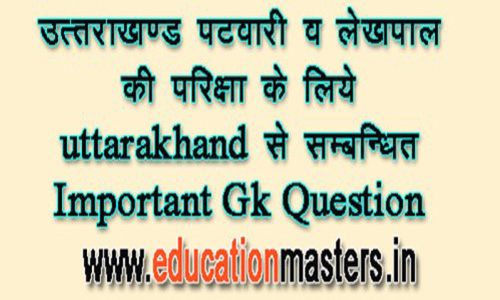 उत्तराखण्ड पटवारी व लेखपाल
की परिक्षा के लिये
uttarakhand से सम्बन्धित
Important Gk Question
www.educationmasters.in